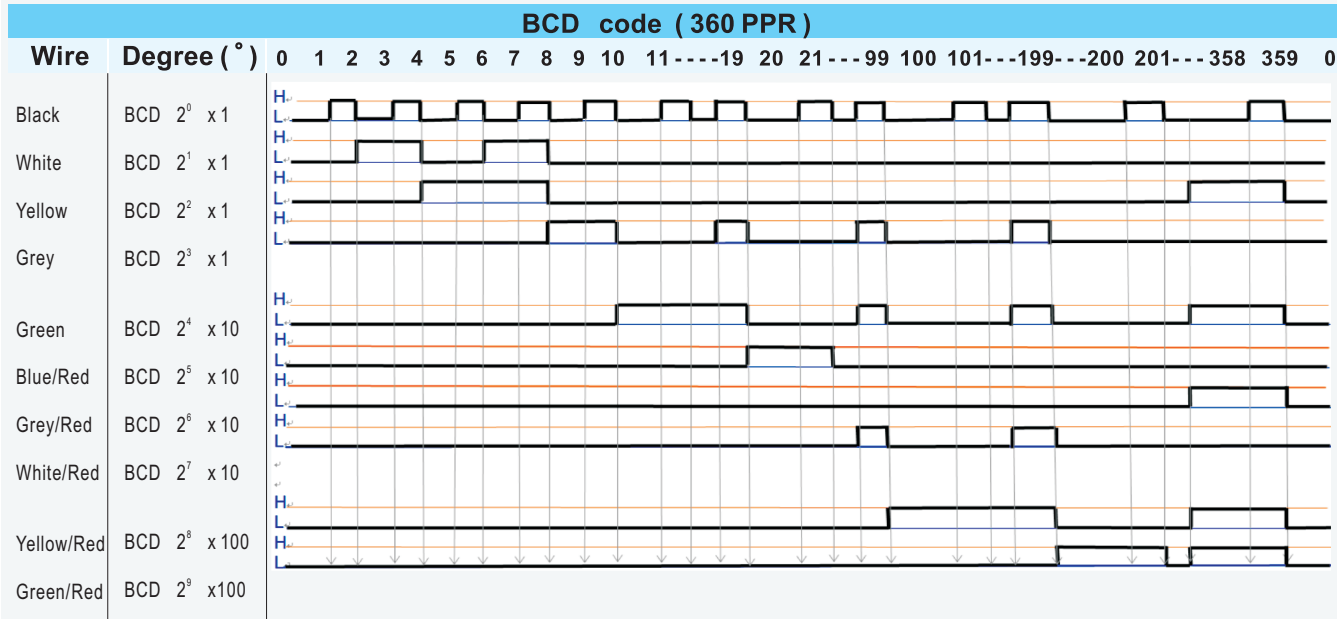 BCD code ( 360 PPR )
Wire Degree ( ° ) 0 1 2 3 4 5 6 7 8 9 10 11 - - - -19 20 21 - - - 99 100 101- - -199- - -200 201- - - 358 359 0
H
Black BCD 2⁰ x 1
L
H
White BCD 2¹ x 1
L
H
Yellow BCD 2² x 1
L
H
L
Grey BCD 2³ x 1
H
Green BCD 2⁴ x 10
L
H
L
Blue/Red BCD 2⁵ x 10
H
L
Grey/Red BCD 2⁶ x 10
H
L
White/Red BCD 2⁷ x 10
H
L
Yellow/Red BCD 2⁸ x 100
H
L
Green/Red BCD 2⁹ x100